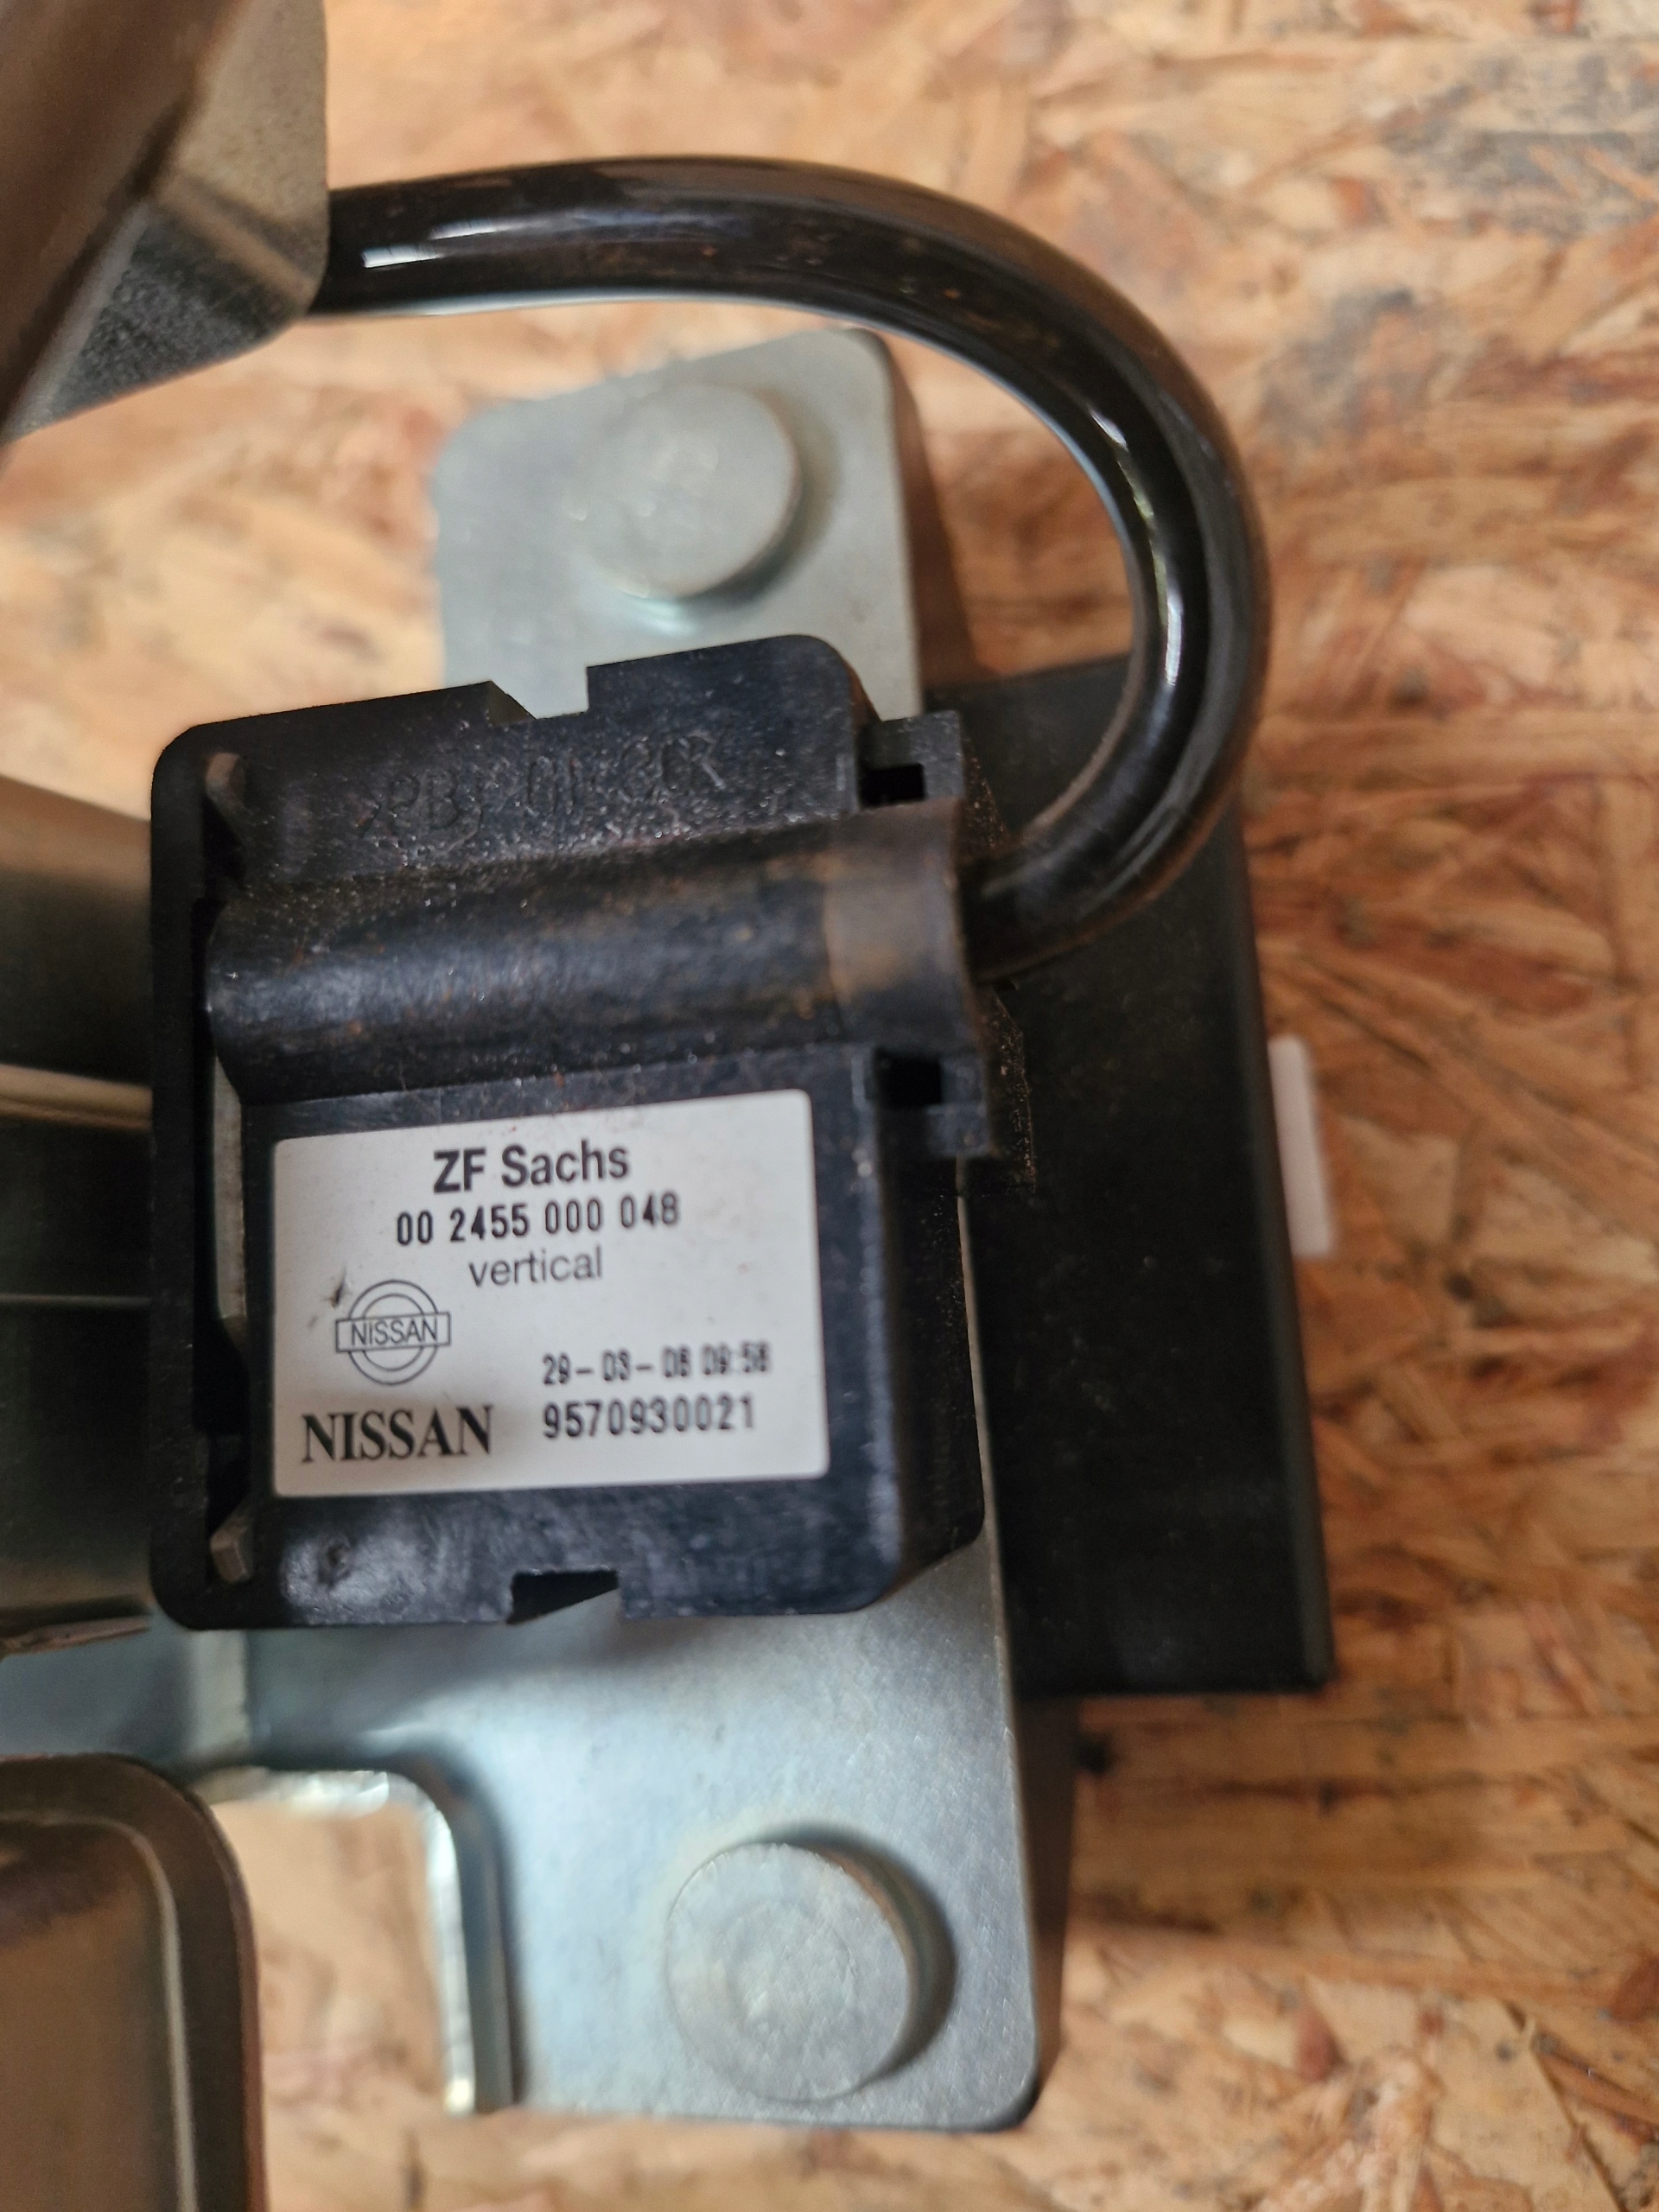 ZF Sachs
00 2455 000 048
vertical
NISSAN
29-03-08 09:58
NISSAN 9570930021